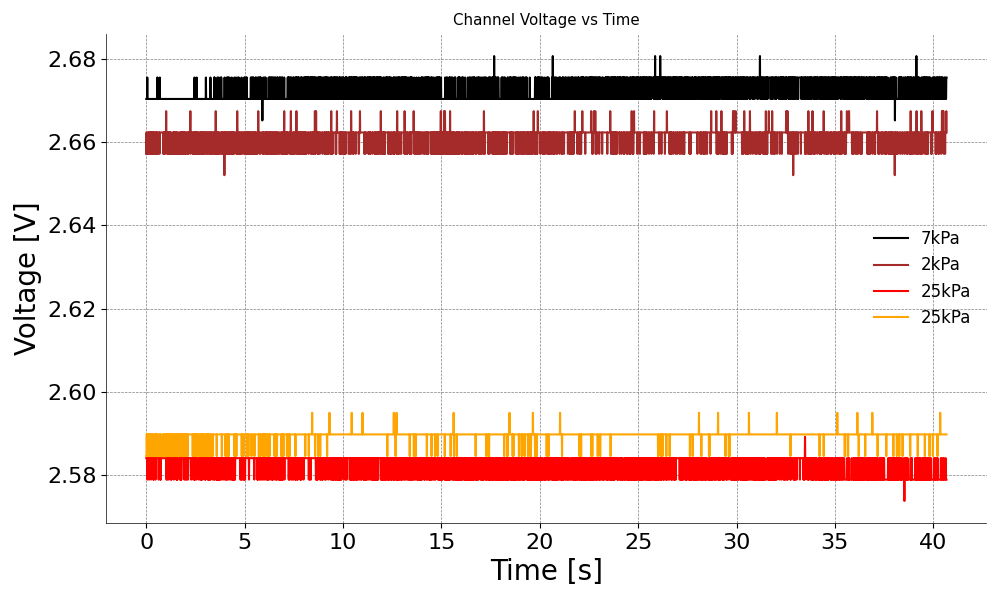 Channel Voltage vs Time
2.68
2.66
2.64
2.62
2.60
2.58
Voltage [V]
7kPa
2kPa
25kPa
25kPa
0 5 10 15 20 25 30 35 40
Time [s]